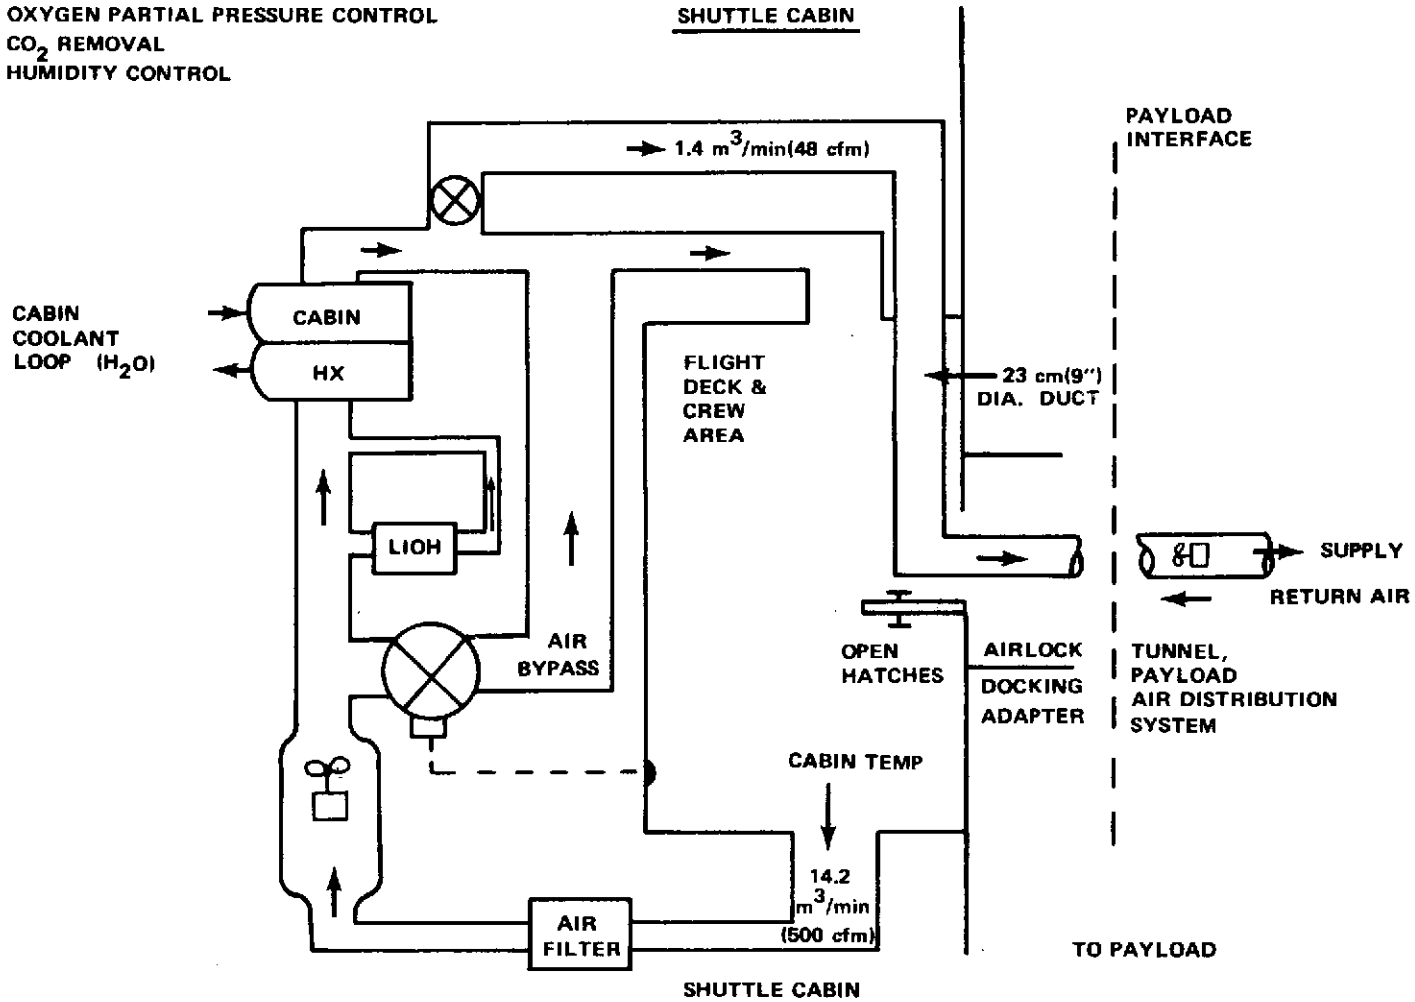 OXYGEN PARTIAL PRESSURE CONTROL
CO2 REMOVAL
HUMIDITY CONTROL
SHUTTLE CABIN
PAYLOAD
INTERFACE
1.4 m3/min(48 cfm)
CABIN
COOLANT
LOOP (H2O)
CABIN
HX
FLIGHT
DECK &
CREW
AREA
23 cm(9")
DIA. DUCT
LIOH
SUPPLY
RETURN AIR
AIR
BYPASS
OPEN
HATCHES
AIRLOCK
DOCKING
ADAPTER
TUNNEL,
PAYLOAD
AIR DISTRIBUTION
SYSTEM
CABIN TEMP
14.2
m3/min
(500 cfm)
AIR
FILTER
TO PAYLOAD
SHUTTLE CABIN